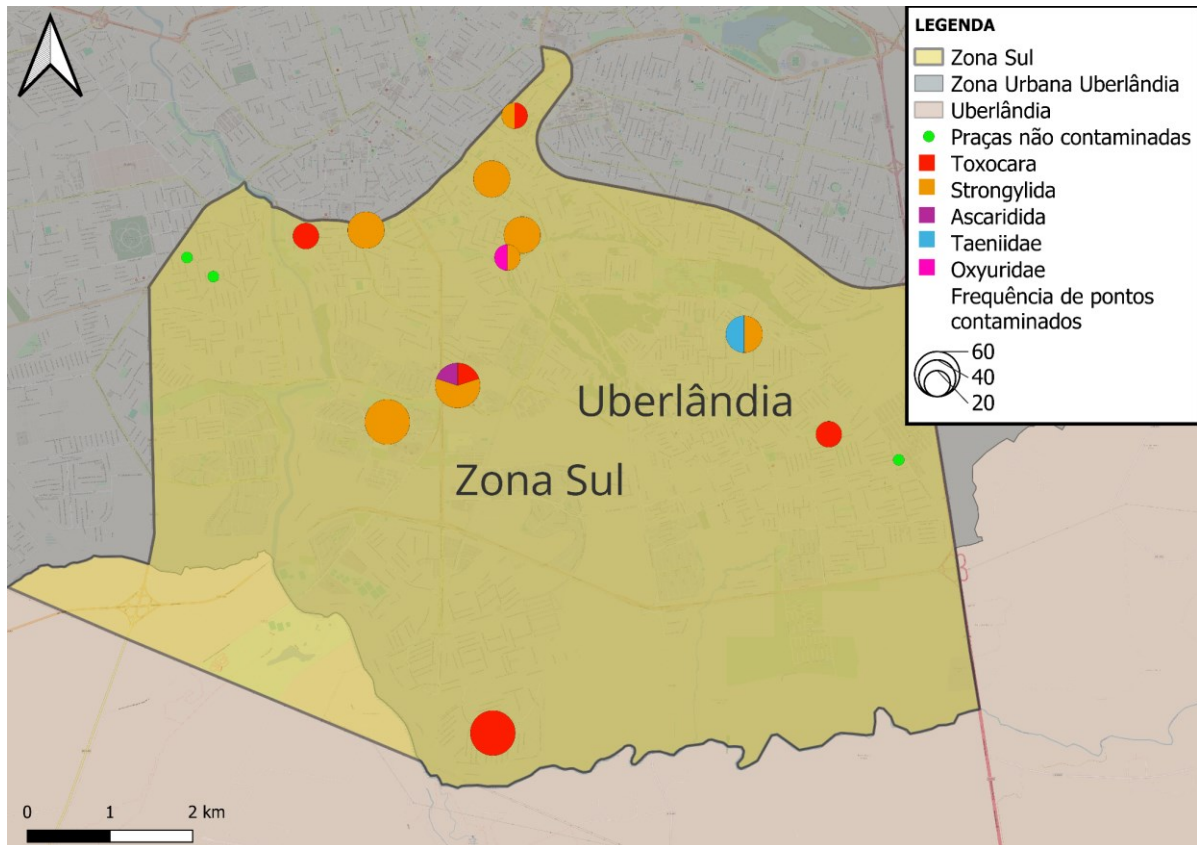 LEGENDA
Zona Sul
Zona Urbana Uberlândia
Uberlândia
Praças não contaminadas
Toxocara
Strongylida
Ascaridida
Taeniidae
Oxyuridae
Frequência de pontos
contaminados
60
40
20
Uberlândia
Zona Sul
0 1 2 km